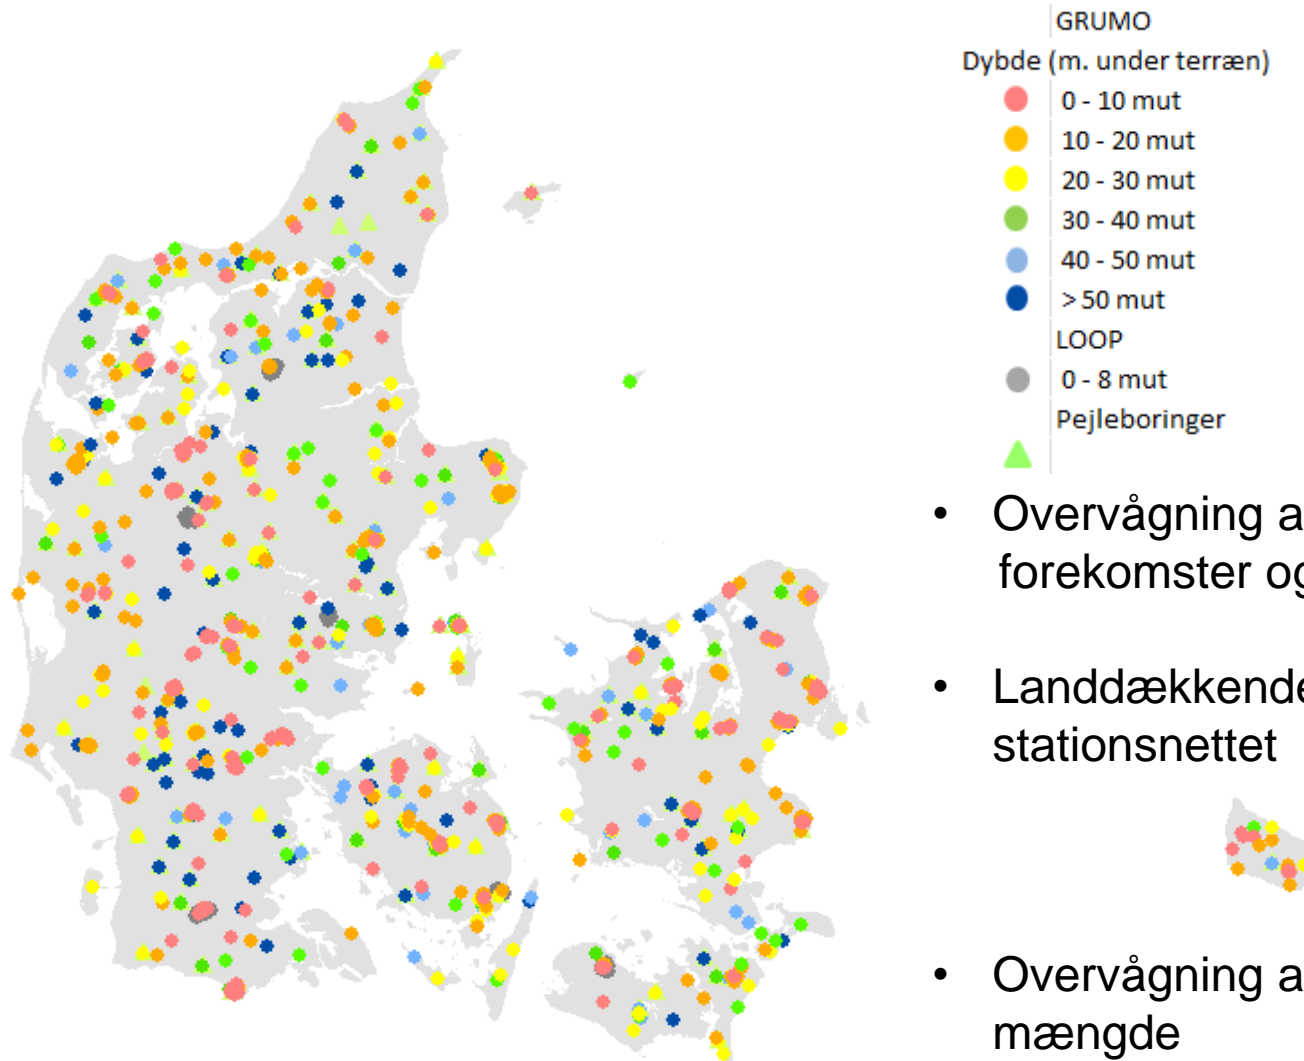 GRUMO
Dybde (m. under terræn)
0 - 10 mut
10 - 20 mut
20 - 30 mut
30 - 40 mut
40 - 50 mut
> 50 mut
LOOP
0 - 8 mut
Pejleboringer
• Overvågning a
forekomster og
• Landdækkende
stationsnettet
• Overvågning a
mængde